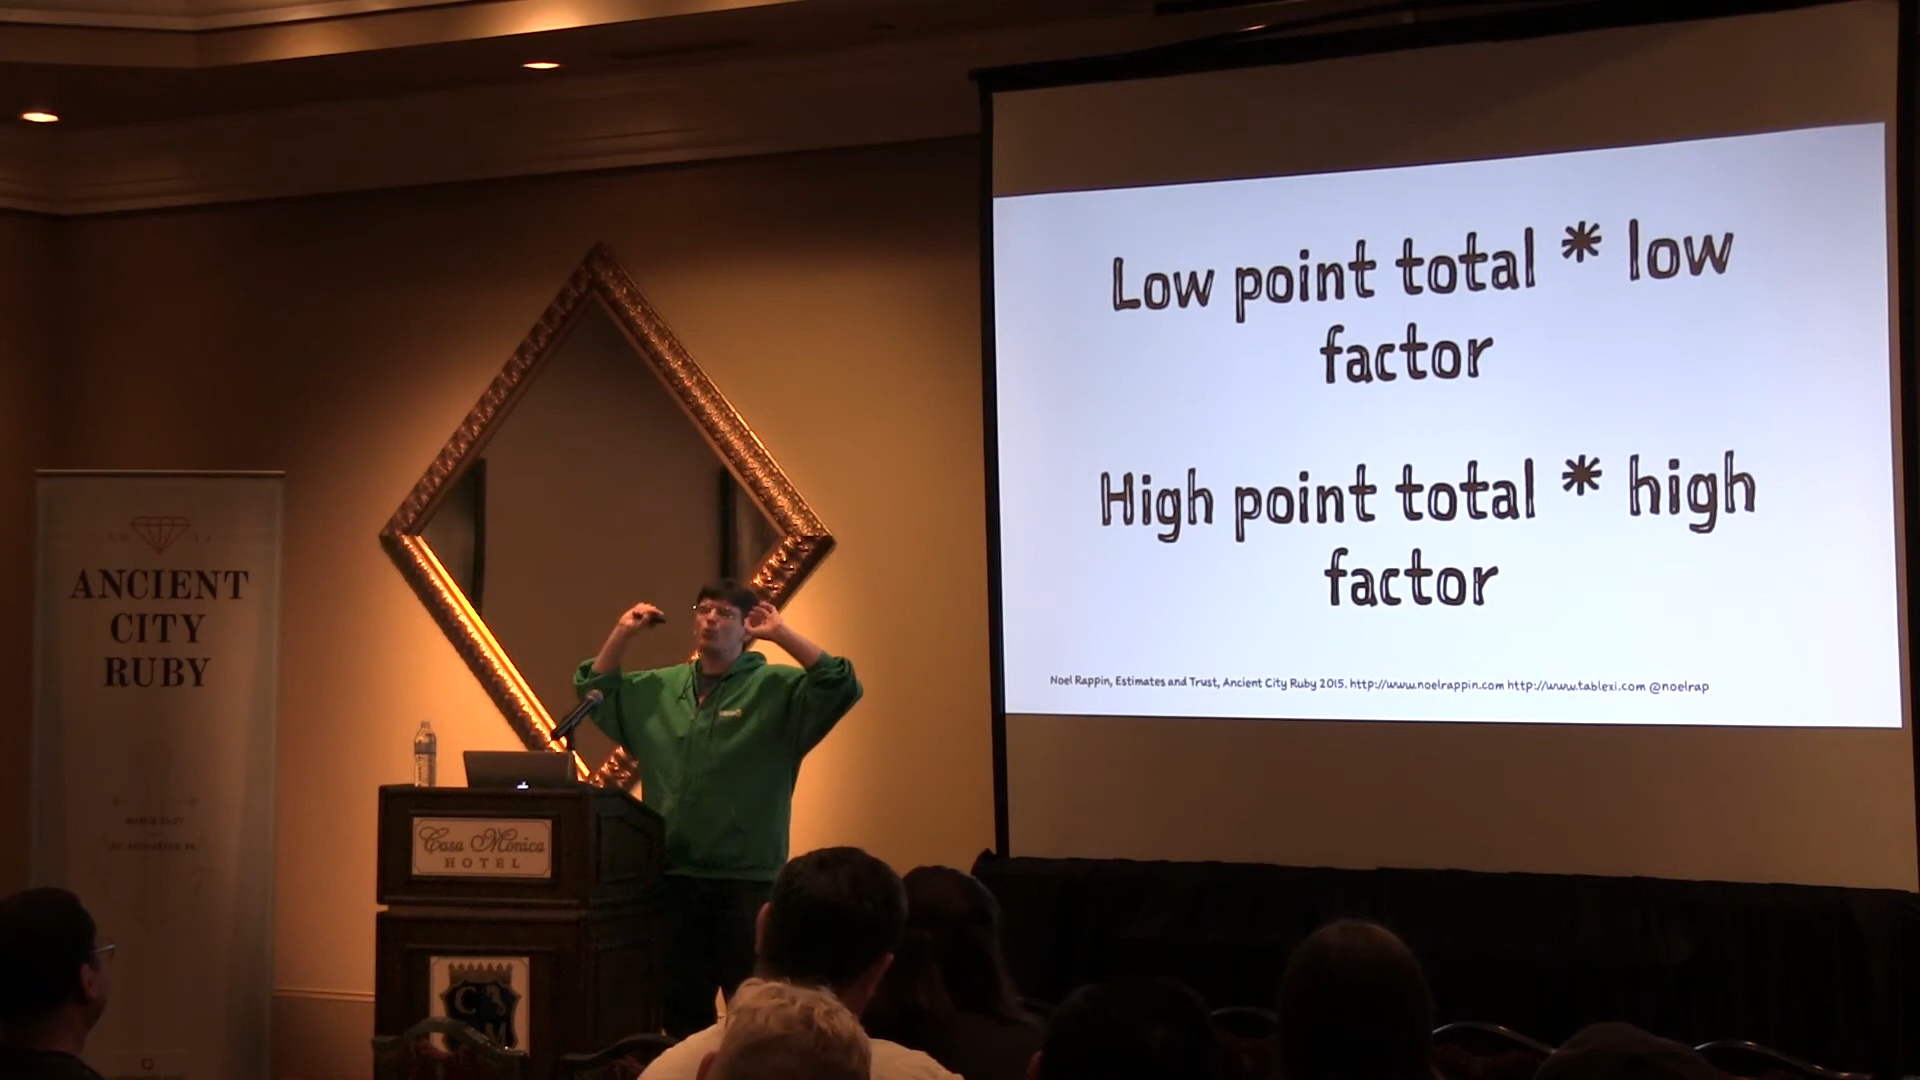 Low point total * low
factor
High point total * high
factor
Noel Rappin, Estimates and Trust, Ancient City Ruby 2015. http://www.noelrappin.com http://www.tablexi.com @noelrap
ANCIENT
CITY
RUBY
Casa Monica
HOTEL